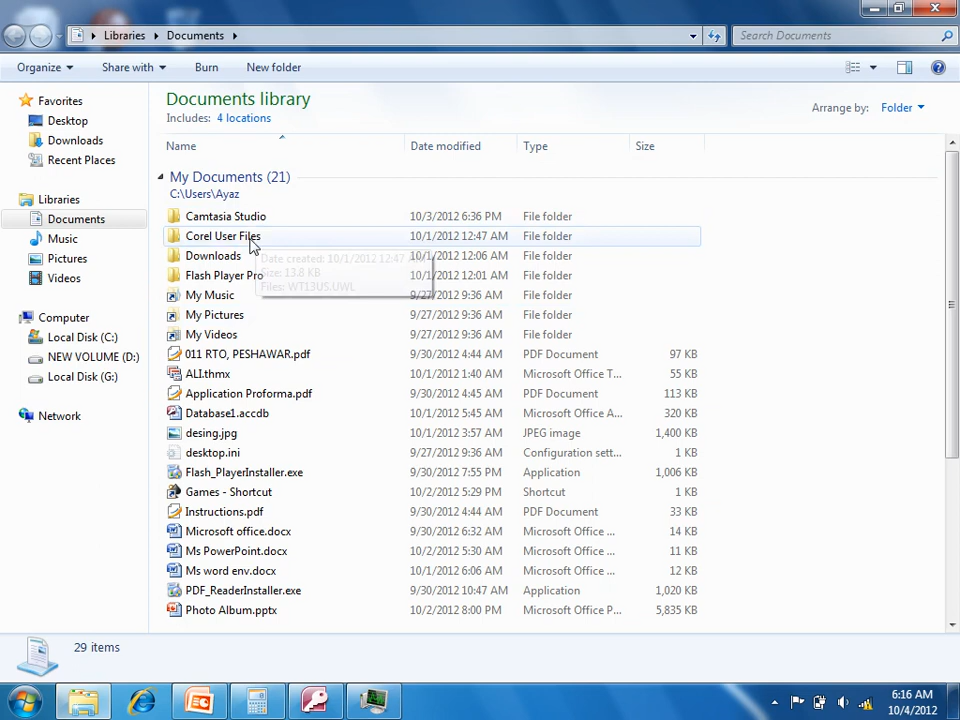 Libraries Documents
Search Documents
Organize Share with Burn New folder
Favorites
Desktop
Downloads
Recent Places
Libraries
Documents
Music
Pictures
Videos
Computer
Local Disk (C:)
NEW VOLUME (D:)
Local Disk (G:)
Network
Documents library
Includes: 4 locations
Arrange by: Folder
Name Date modified Type Size
My Documents (21)
C:\Users\Ayaz
Camtasia Studio 10/3/2012 6:36 PM File folder
Corel User Files 10/1/2012 12:47 AM File folder
Downloads 10/1/2012 12:06 AM File folder
Flash Player Pro 10/1/2012 12:01 AM File folder
Date created: 10/1/2012 12:47
Size: 13.8 KB
Files: WT13US.UWL
My Music 9/27/2012 9:36 AM File folder
My Pictures 9/27/2012 9:36 AM File folder
My Videos 9/27/2012 9:36 AM File folder
011 RTO, PESHAWAR.pdf 9/30/2012 4:44 AM PDF Document 97 KB
ALI.thmx 10/1/2012 1:40 AM Microsoft Office T... 55 KB
Application Proforma.pdf 9/30/2012 4:45 AM PDF Document 113 KB
Database1.accdb 10/1/2012 5:45 AM Microsoft Office A... 320 KB
desing.jpg 10/1/2012 3:57 AM JPEG image 1,400 KB
desktop.ini 9/27/2012 9:36 AM Configuration sett... 1 KB
Flash_PlayerInstaller.exe 9/30/2012 7:55 PM Application 1,006 KB
Games - Shortcut 10/2/2012 5:29 PM Shortcut 1 KB
Instructions.pdf 9/30/2012 4:44 AM PDF Document 33 KB
Microsoft office.docx 9/30/2012 6:32 AM Microsoft Office ... 14 KB
Ms PowerPoint.docx 10/2/2012 5:30 AM Microsoft Office ... 11 KB
Ms word env.docx 10/1/2012 6:06 AM Microsoft Office ... 12 KB
PDF_ReaderInstaller.exe 9/30/2012 10:47 AM Application 1,020 KB
Photo Album.pptx 10/2/2012 8:00 PM Microsoft Office P... 5,835 KB
29 items
6:16 AM
10/4/2012